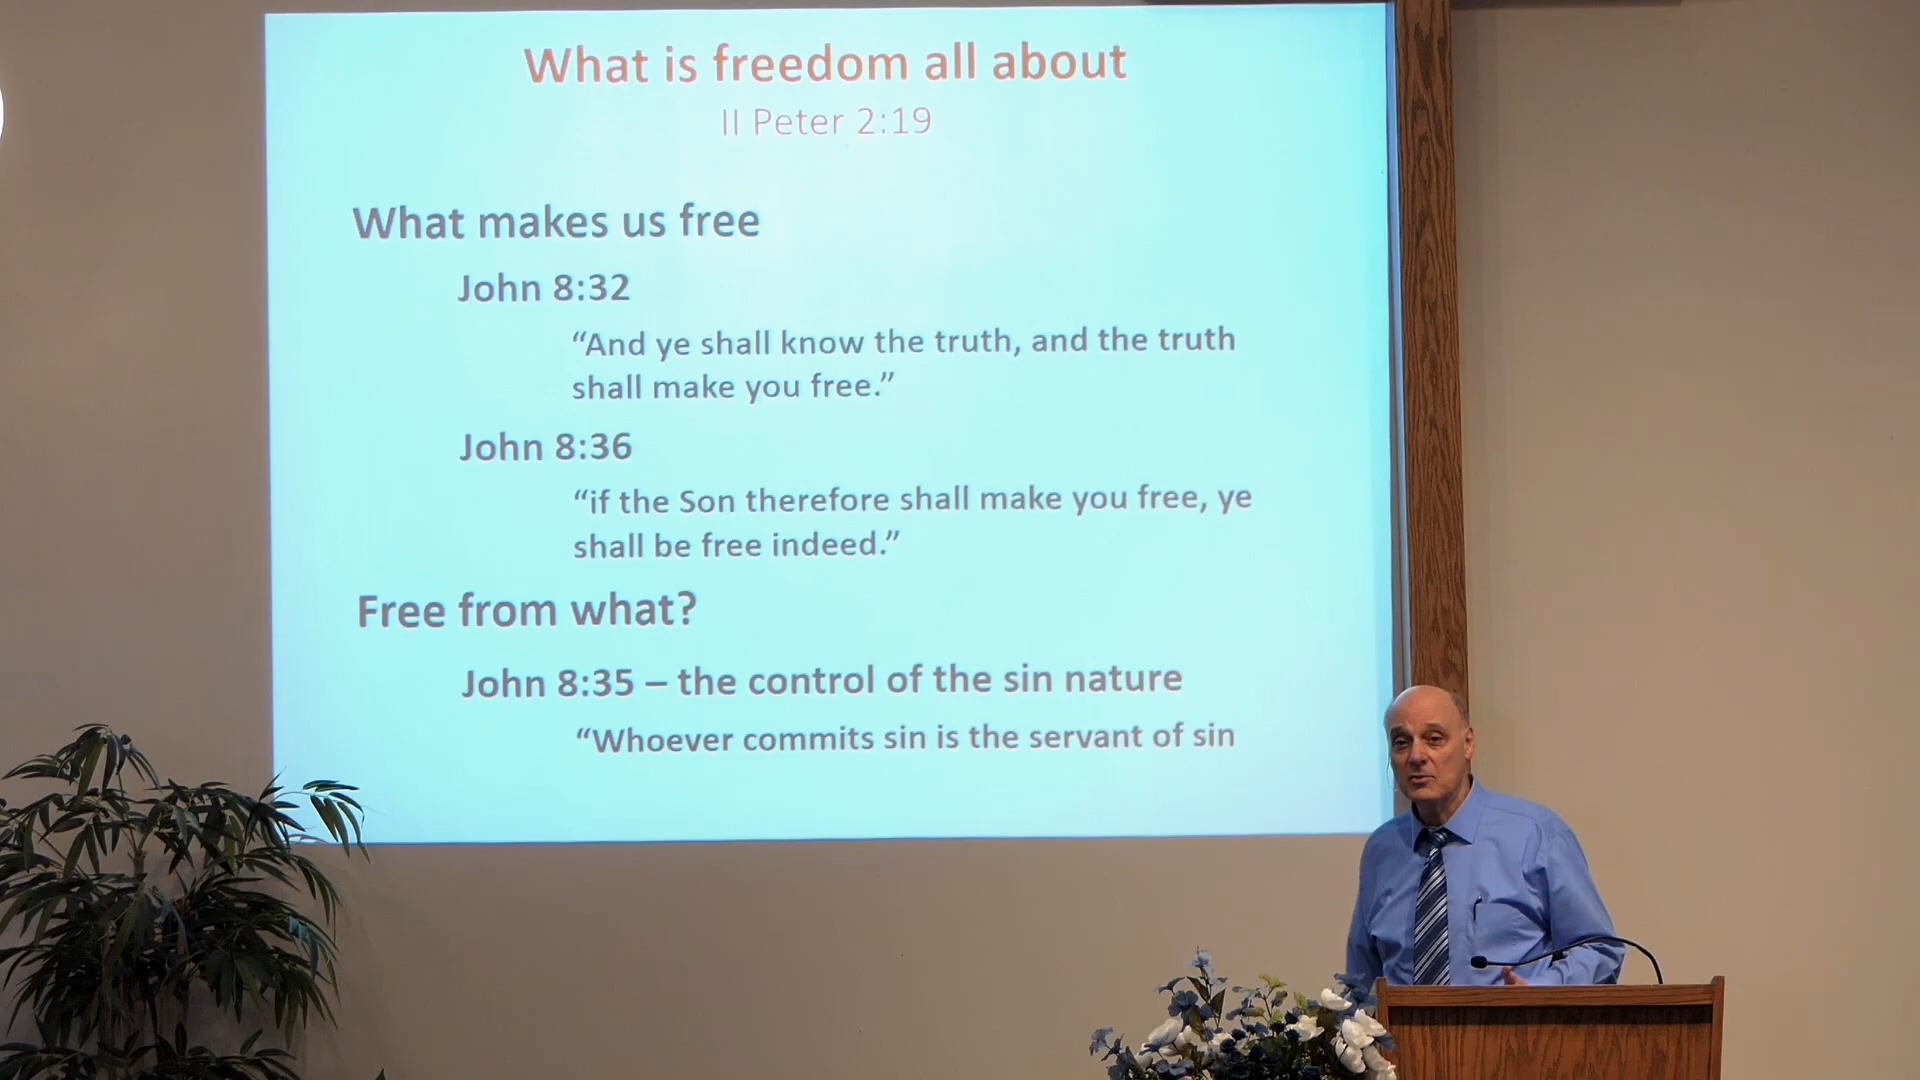 What is freedom all about
II Peter 2:19
What makes us free
John 8:32
“And ye shall know the truth, and the truth
shall make you free.”
John 8:36
“if the Son therefore shall make you free, ye
shall be free indeed.”
Free from what?
John 8:35 – the control of the sin nature
“Whoever commits sin is the servant of sin